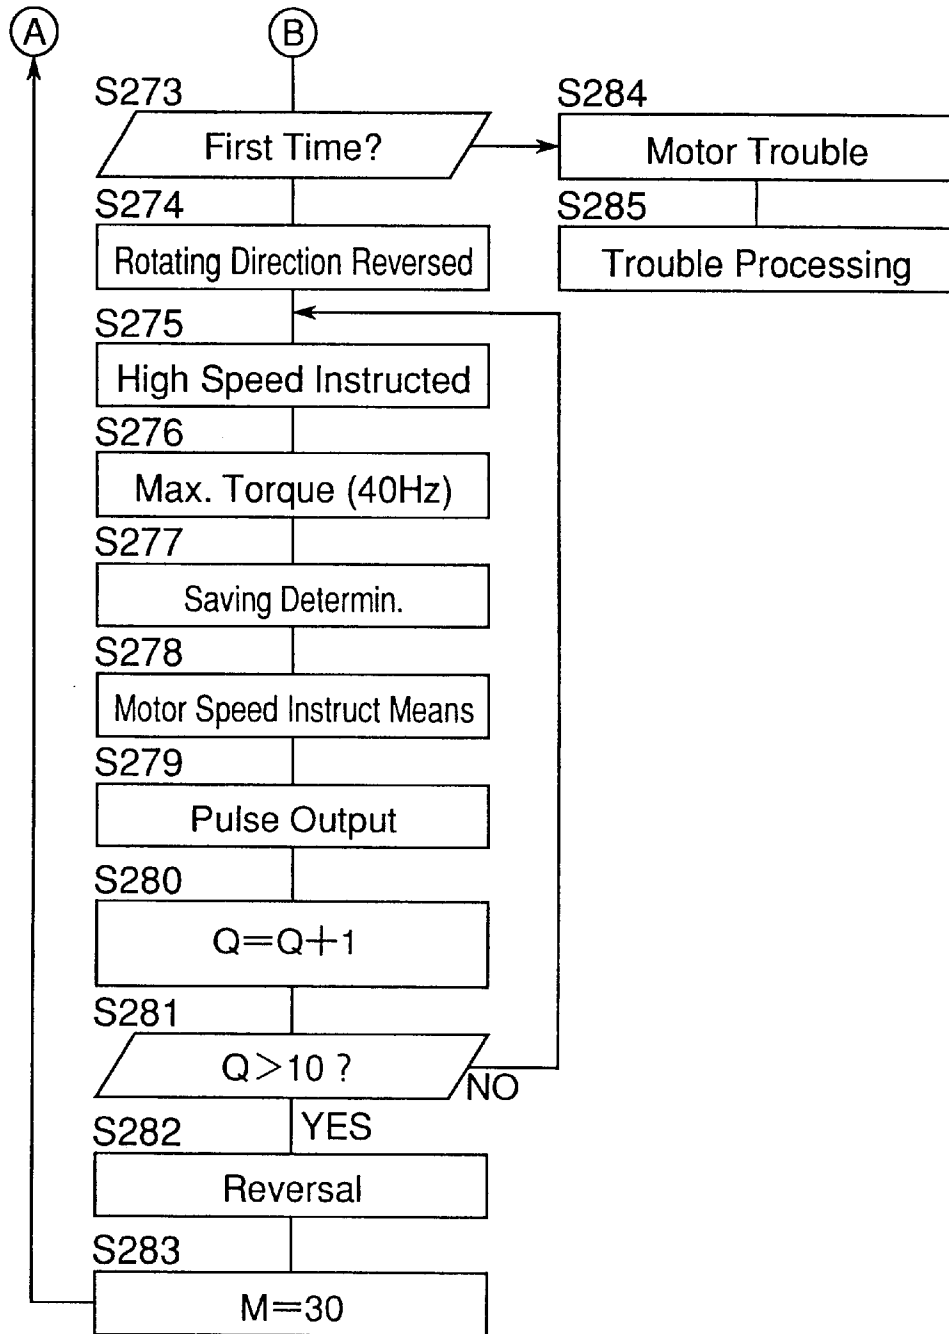 A
B
S273
First Time?
S284
Motor Trouble
S274
Rotating Direction Reversed
S285
Trouble Processing
S275
High Speed Instructed
S276
Max. Torque (40Hz)
S277
Saving Determin.
S278
Motor Speed Instruct Means
S279
Pulse Output
S280
Q=Q+1
S281
Q>10 ?
NO
YES
S282
Reversal
S283
M=30